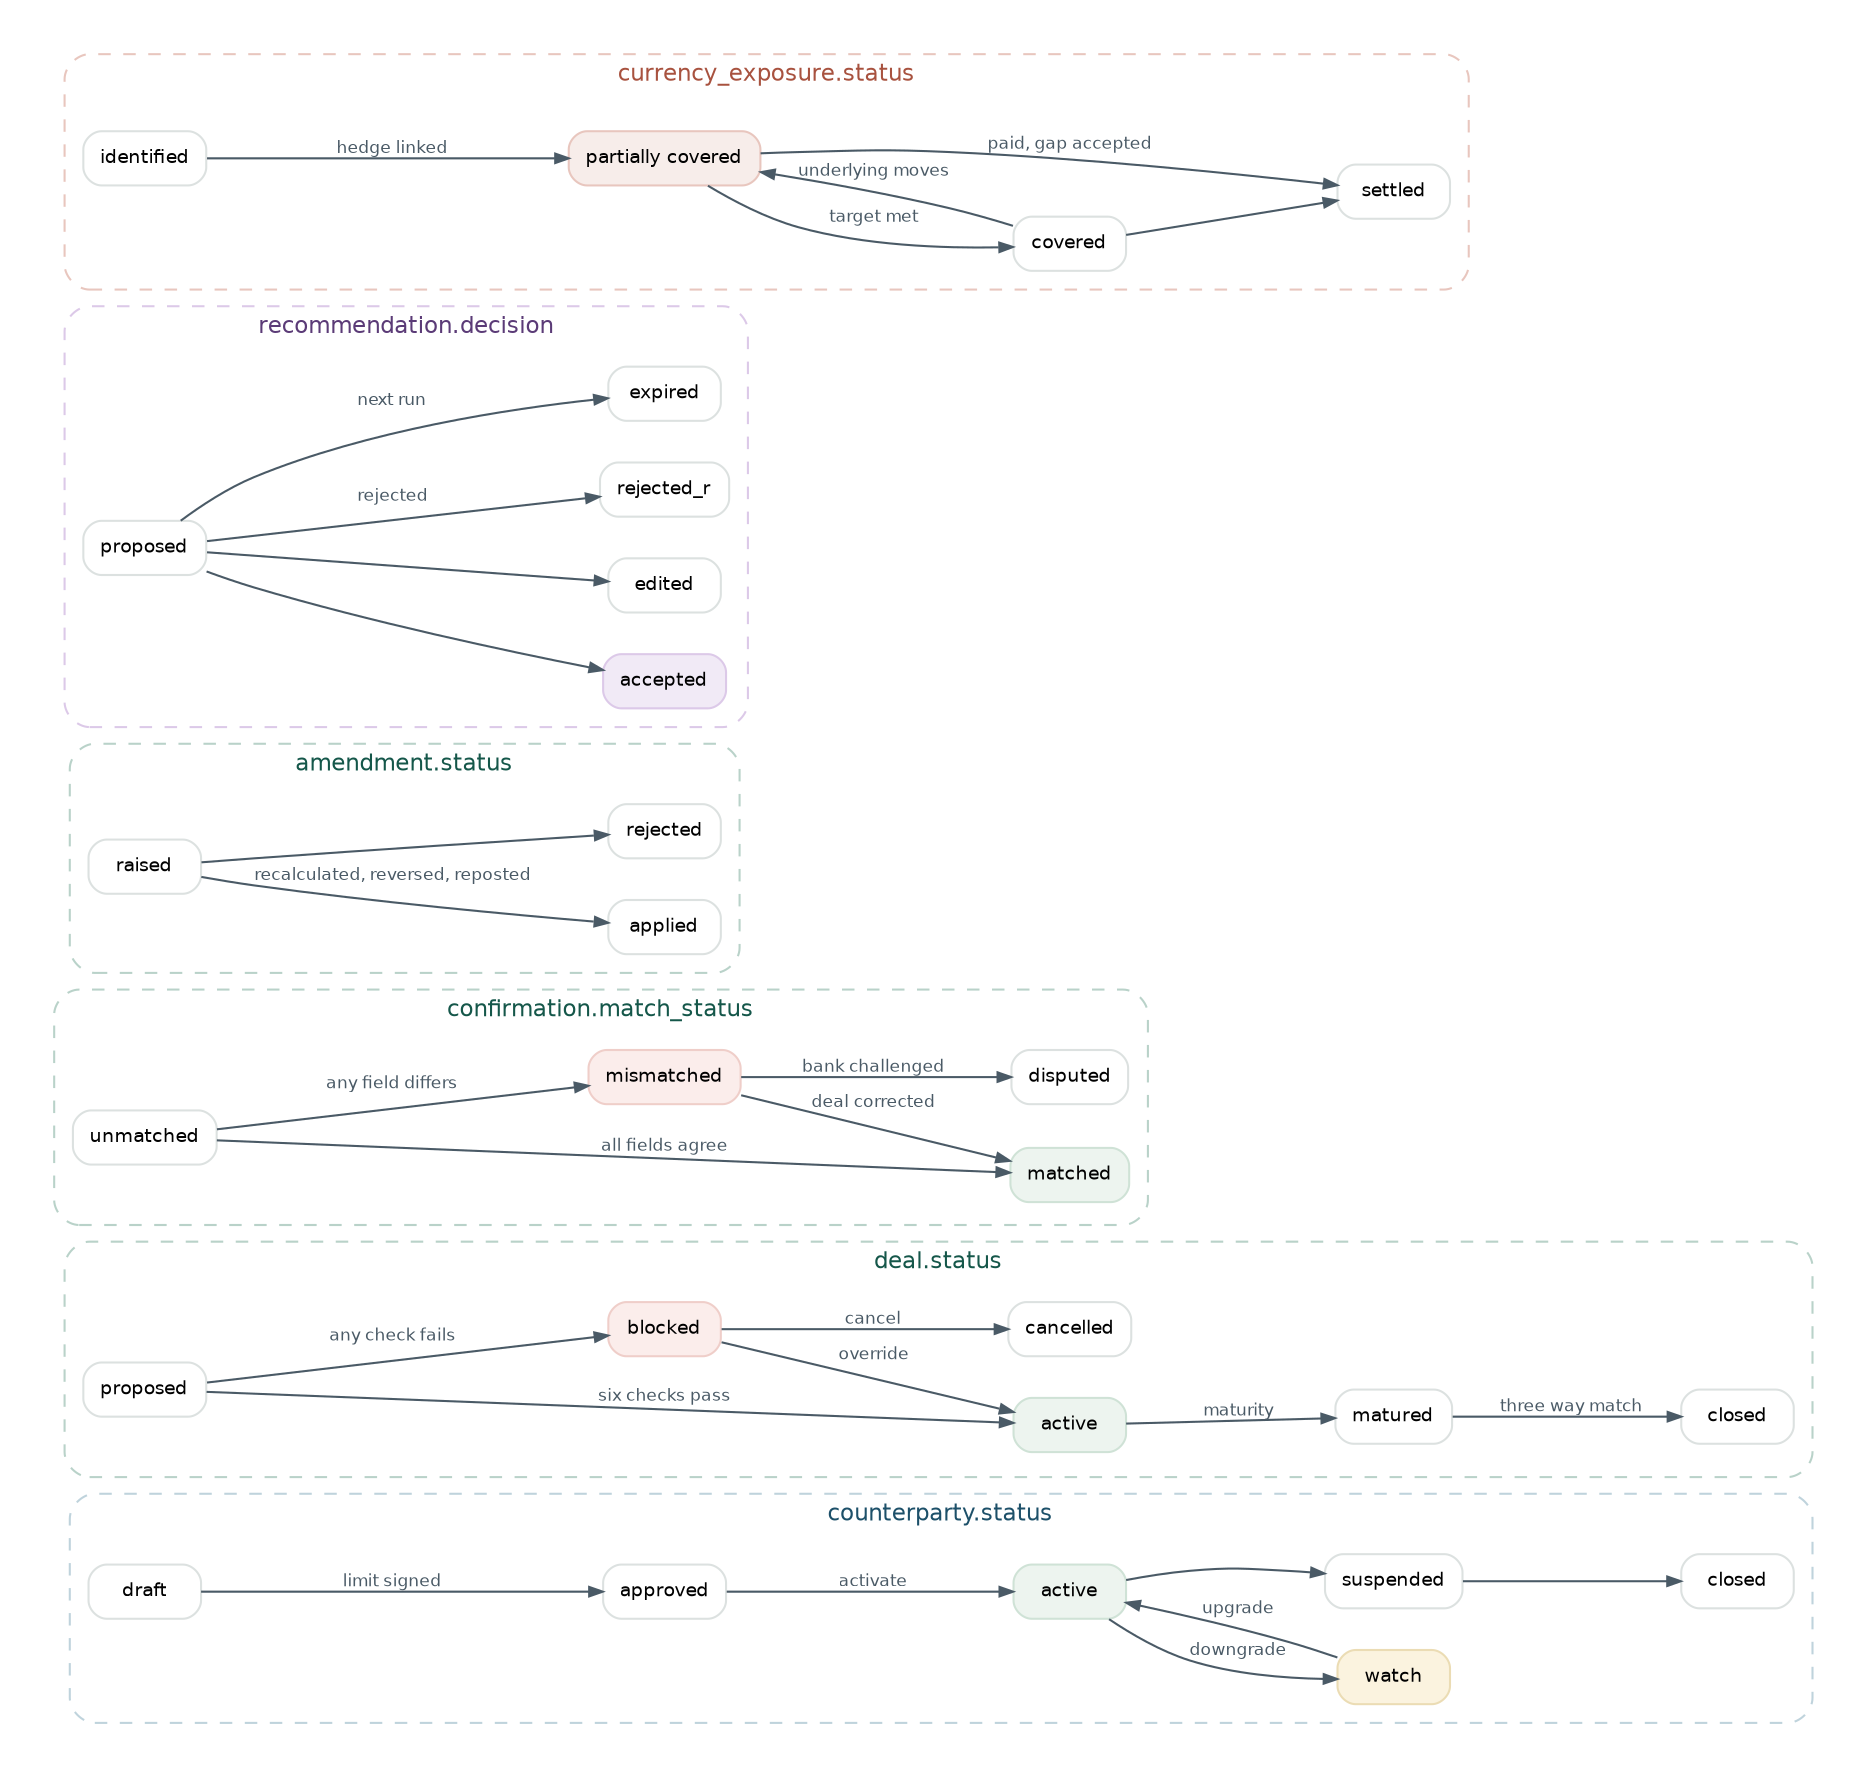 currency_exposure.status
identified
hedge linked
partially covered
paid, gap accepted
underlying moves
target met
settled
covered
recommendation.decision
next run
expired
rejected
rejected_r
proposed
edited
accepted
amendment.status
rejected
raised
recalculated, reversed, reposted
applied
confirmation.match_status
any field differs
mismatched
bank challenged
disputed
deal corrected
unmatched
all fields agree
matched
deal.status
any check fails
blocked
cancel
cancelled
override
proposed
six checks pass
active
maturity
matured
three way match
closed
counterparty.status
draft
limit signed
approved
activate
active
suspended
closed
upgrade
downgrade
watch